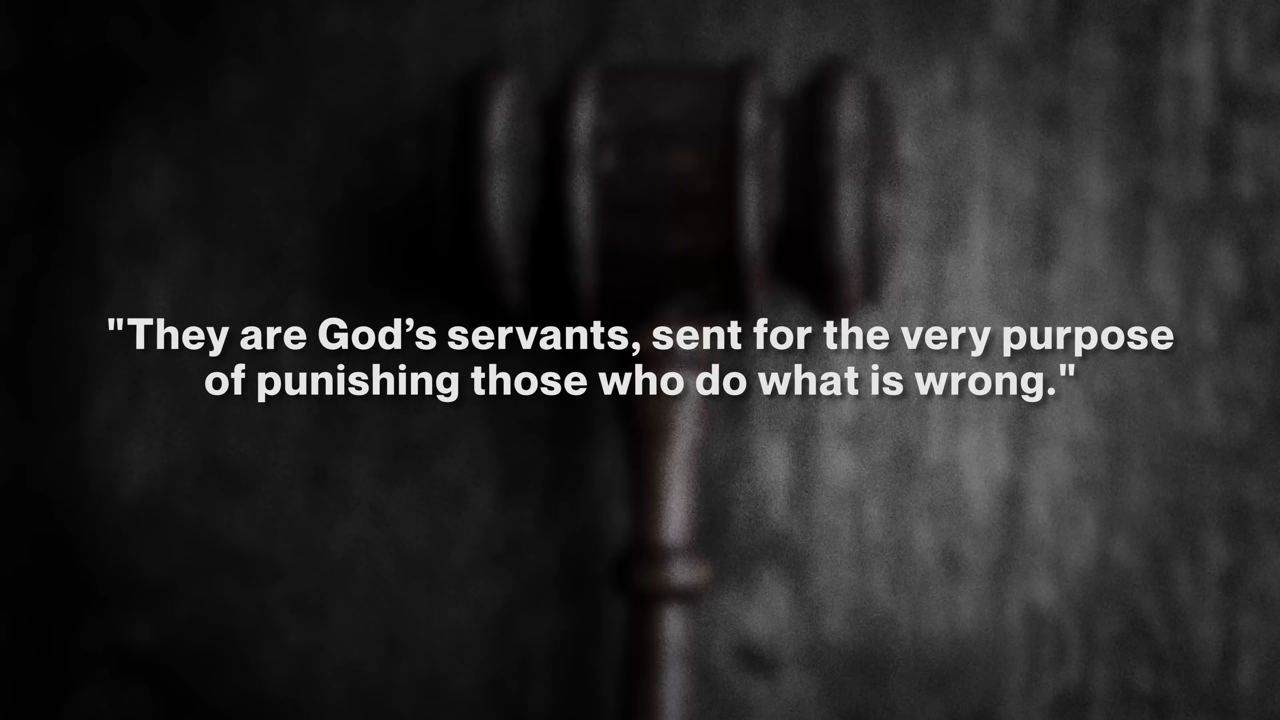 "They are God’s servants, sent for the very purpose
of punishing those who do what is wrong."